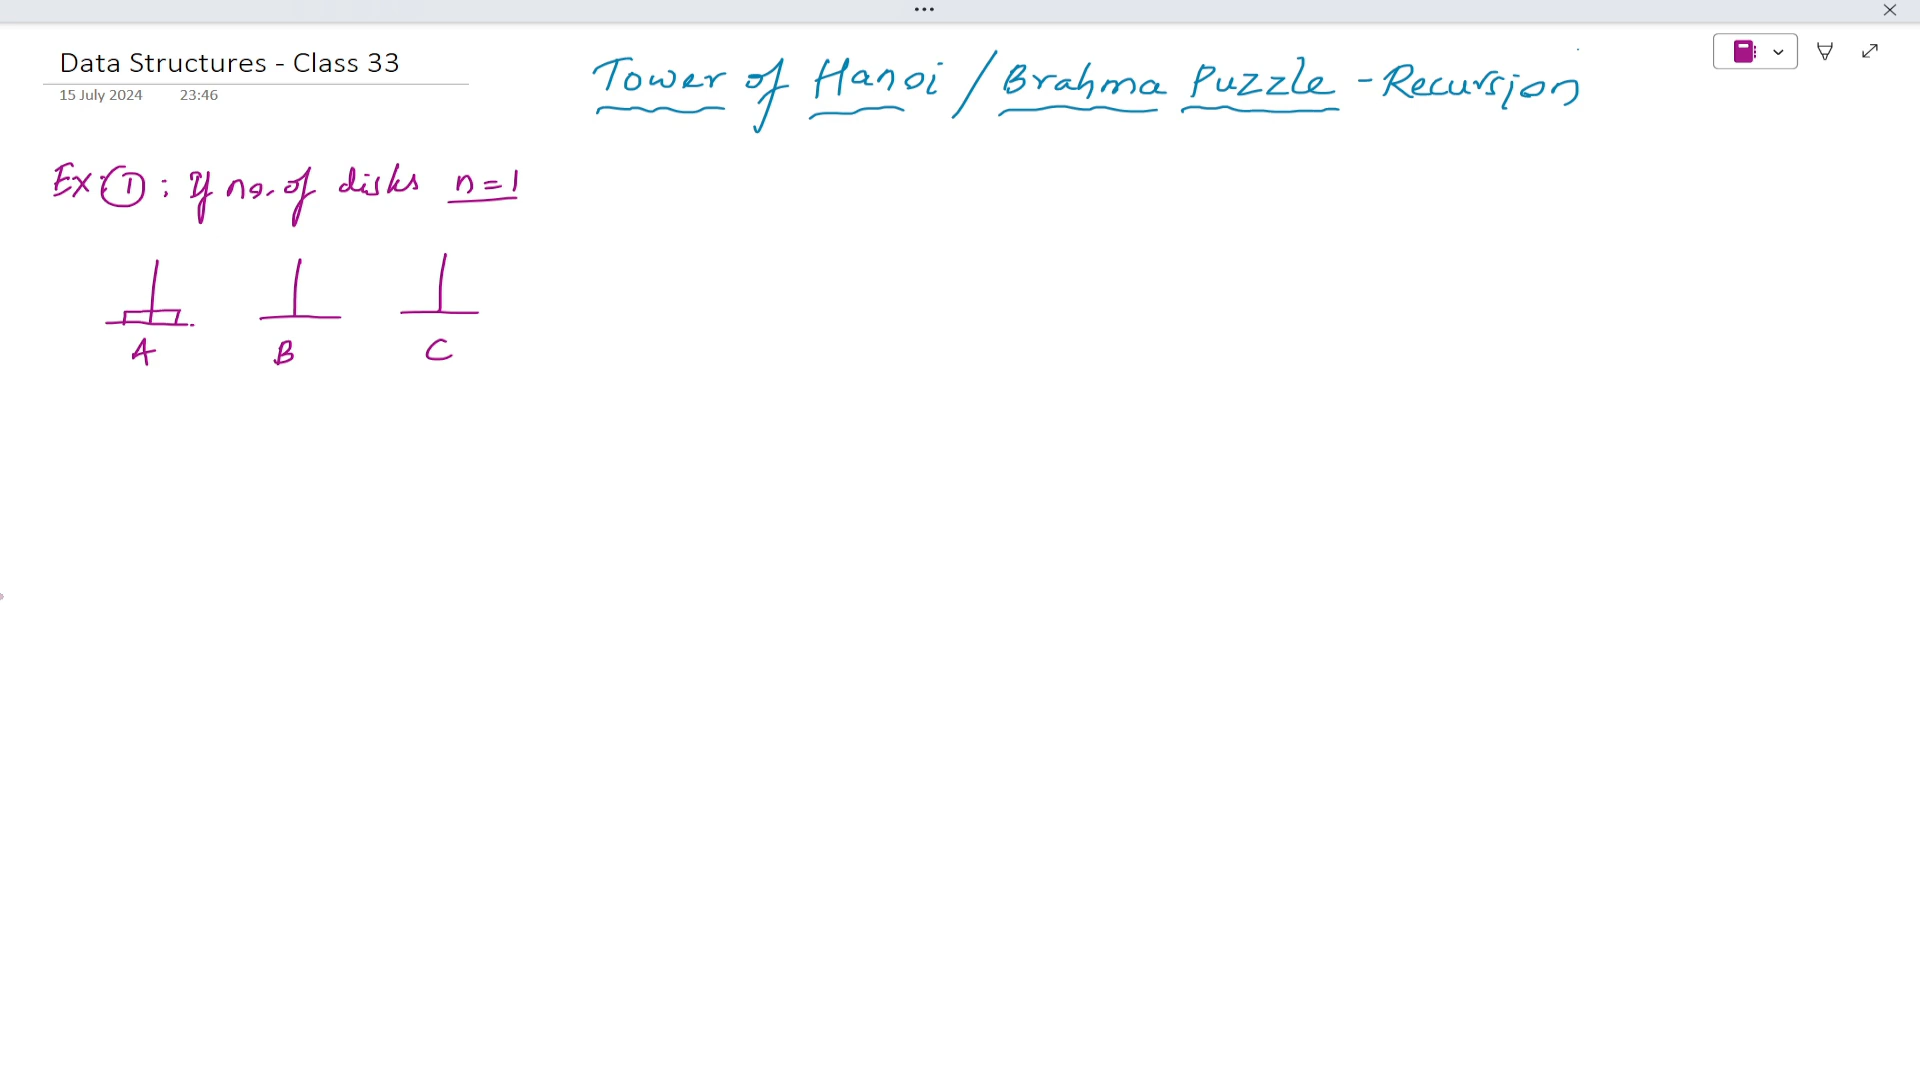 Data Structures - Class 33
15 July 2024 23:46
Tower of Hanoi / Brahma Puzzle - Recursion
Ex ① : If no. of disks n=1
A B C